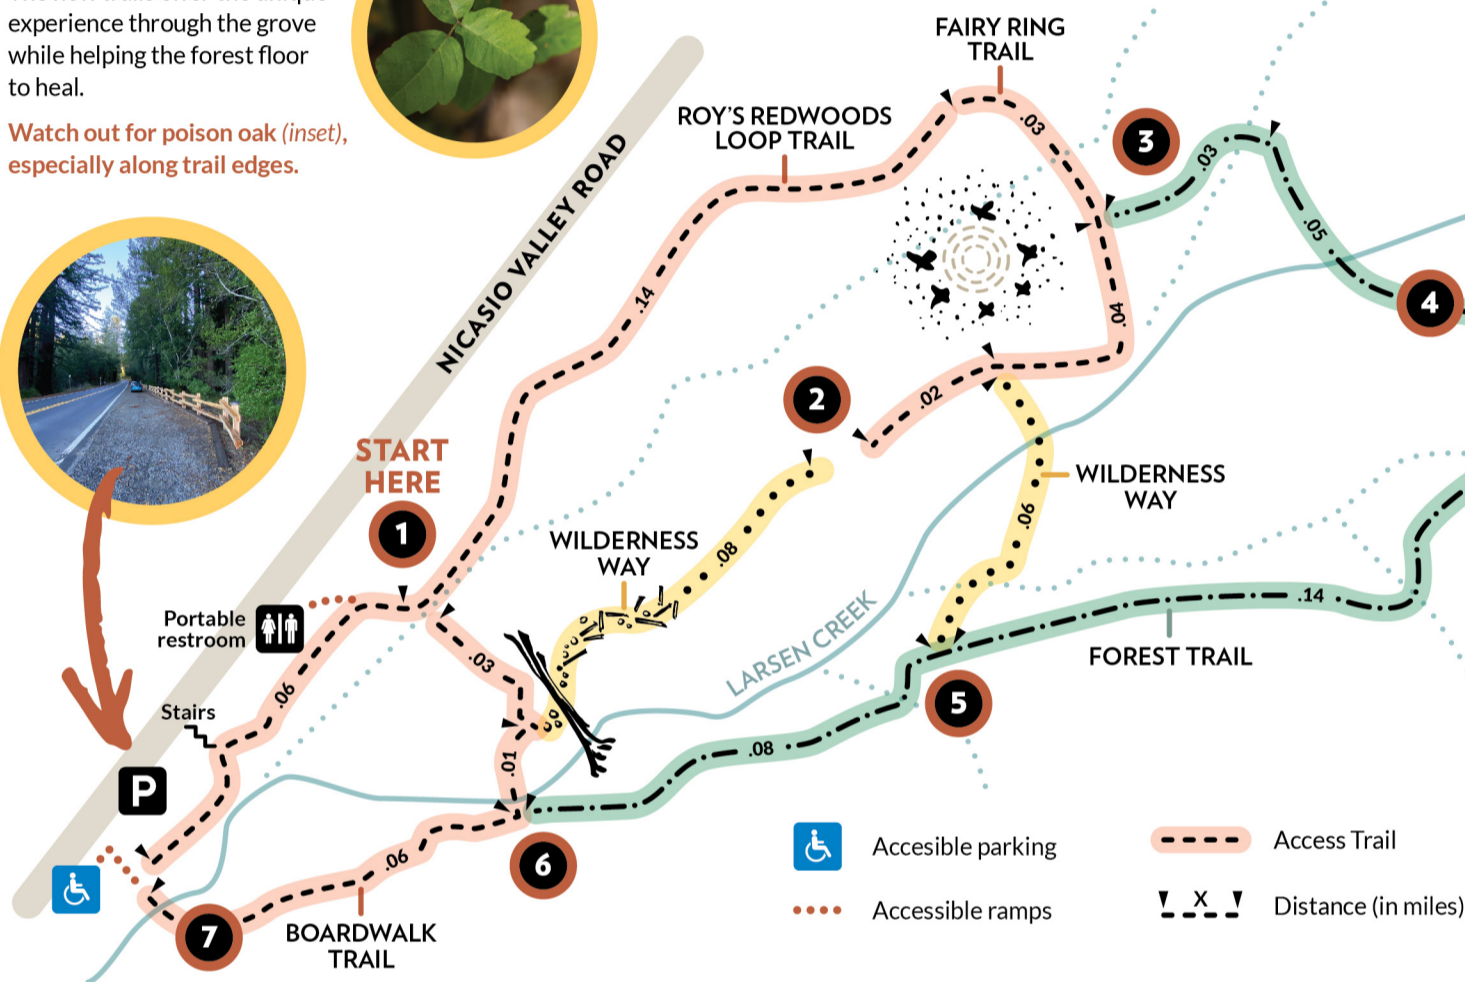 experience through the grove
while helping the forest floor
to heal.
Watch out for poison oak (inset),
especially along trail edges.
NICASIO VALLEY ROAD
ROY'S REDWOODS
LOOP TRAIL
FAIRY RING
TRAIL
.03
3
.03
.05
4
.14
.04
2
.02
START
HERE
1
WILDERNESS
WAY
.06
WILDERNESS
WAY
.08
Portable
restroom
.03
LARSEN CREEK
.14
FOREST TRAIL
.06
Stairs
5
.01
.08
P
6
.06
7
BOARDWALK
TRAIL
Accesible parking
Accessible ramps
Access Trail
X
Distance (in miles)